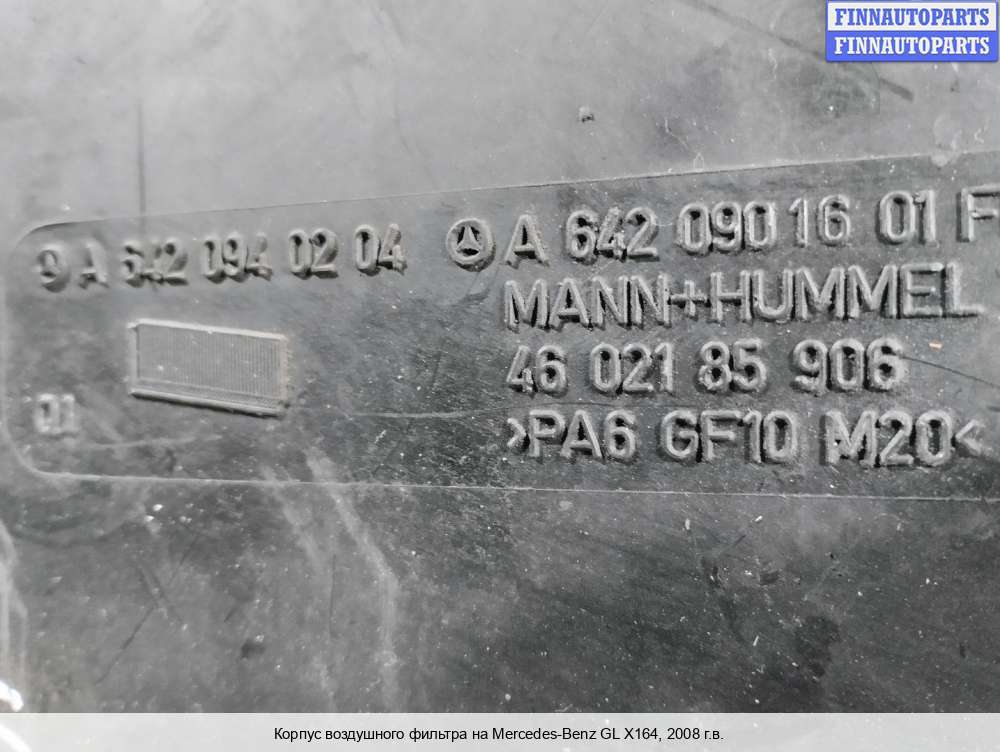 FINNAUTOPARTS
FINNAUTOPARTS
A 642 094 02 04
A 642 090 16 01 F
MANN+HUMMEL
46 021 85 906
>PA6 GF10 M20<
01
Корпус воздушного фильтра на Mercedes-Benz GL X164, 2008 г.в.